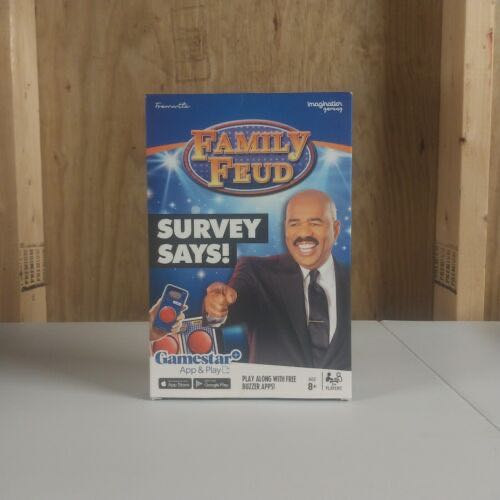 Fremantle
Imagination
gaming
FAMILY
FEUD
SURVEY
SAYS!
Gamestar+
App & Play
App Store
Google Play
PLAY ALONG WITH FREE
BUZZER APPS!
AGE
8+
PLAYERS